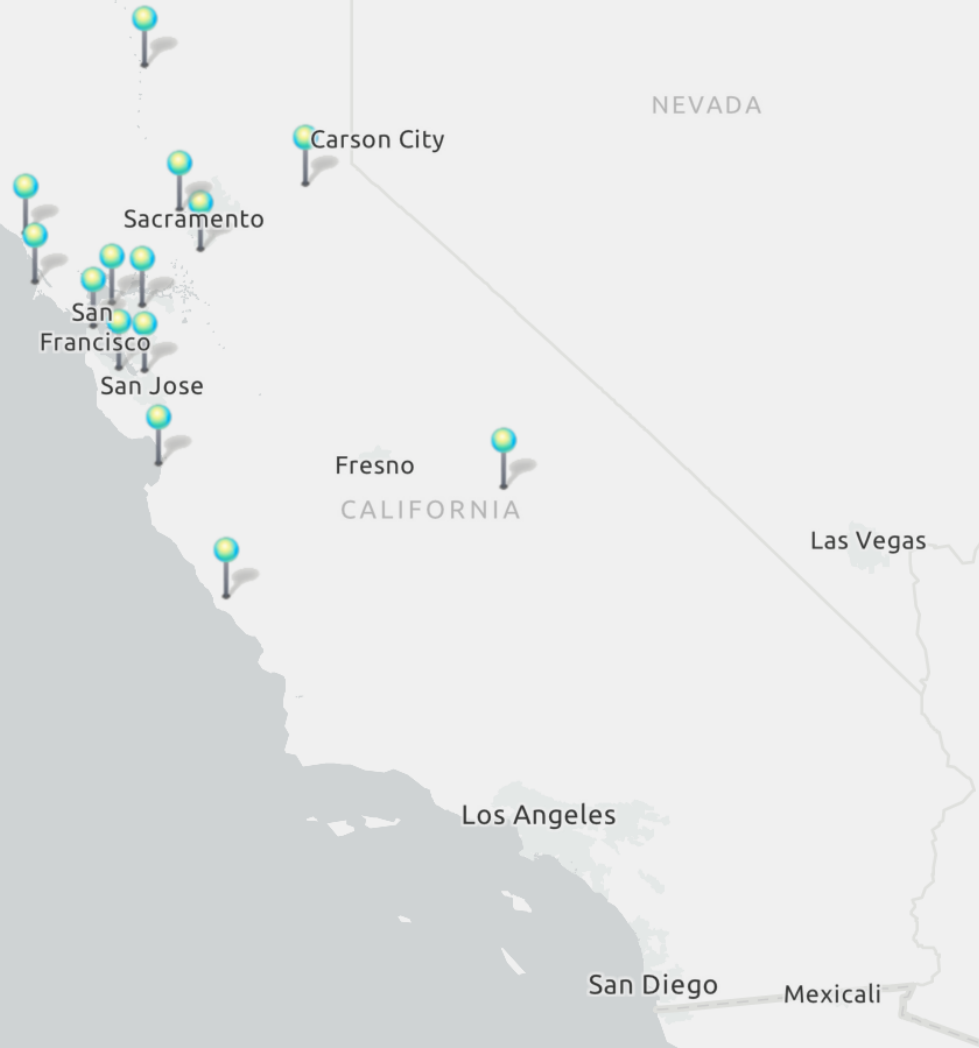 NEVADA
Carson City
Sacramento
San
Francisco
San Jose
Fresno
CALIFORNIA
Las Vegas
Los Angeles
San Diego
Mexicali